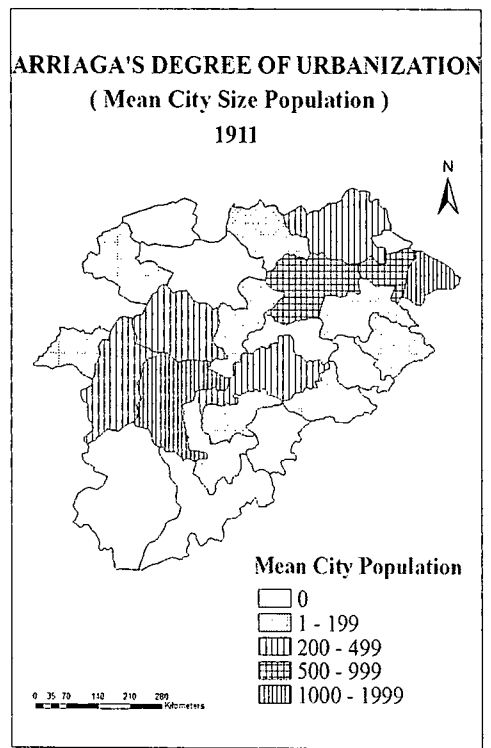 ARRIAGA'S DEGREE OF URBANIZATION
( Mean City Size Population )
1911
N
Mean City Population
0
1 - 199
200 - 499
500 - 999
1000 - 1999
0 35 70 140 210 280
Kilometers